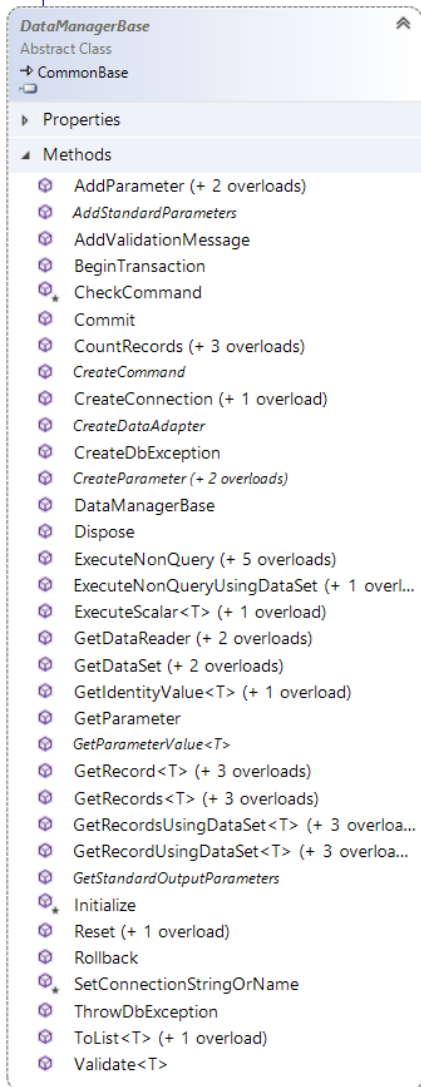 DataManagerBase
Abstract Class
CommonBase
Properties
Methods
AddParameter (+ 2 overloads)
AddStandardParameters
AddValidationMessage
BeginTransaction
CheckCommand
Commit
CountRecords (+ 3 overloads)
CreateCommand
CreateConnection (+ 1 overload)
CreateDataAdapter
CreateDbException
CreateParameter (+ 2 overloads)
DataManagerBase
Dispose
ExecuteNonQuery (+ 5 overloads)
ExecuteNonQueryUsingDataSet (+ 1 overl...
ExecuteScalar<T> (+ 1 overload)
GetDataReader (+ 2 overloads)
GetDataSet (+ 2 overloads)
GetIdentityValue<T> (+ 1 overload)
GetParameter
GetParameterValue<T>
GetRecord<T> (+ 3 overloads)
GetRecords<T> (+ 3 overloads)
GetRecordsUsingDataSet<T> (+ 3 overloa...
GetRecordUsingDataSet<T> (+ 3 overloa...
GetStandardOutputParameters
Initialize
Reset (+ 1 overload)
Rollback
SetConnectionStringOrName
ThrowDbException
ToList<T> (+ 1 overload)
Validate<T>